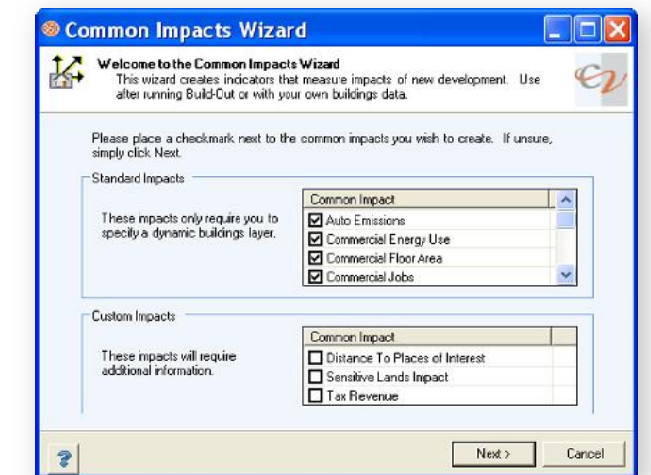 Common Impacts Wizard
Welcome to the Common Impacts Wizard
This wizard creates indicators that measure impacts of new development. Use
after running Build-Out or with your own buildings data.
CV
Please place a checkmark next to the common impacts you wish to create. If unsure,
simply click Next.
Standard Impacts
These impacts only require you to
specify a dynamic buildings layer.
Common Impact
Auto Emissions
Commercial Energy Use
Commercial Floor Area
Commercial Jobs
Custom Impacts
These impacts will require
additional information.
Common Impact
Distance To Places of Interest
Sensitive Lands Impact
Tax Revenue
?
Next >
Cancel